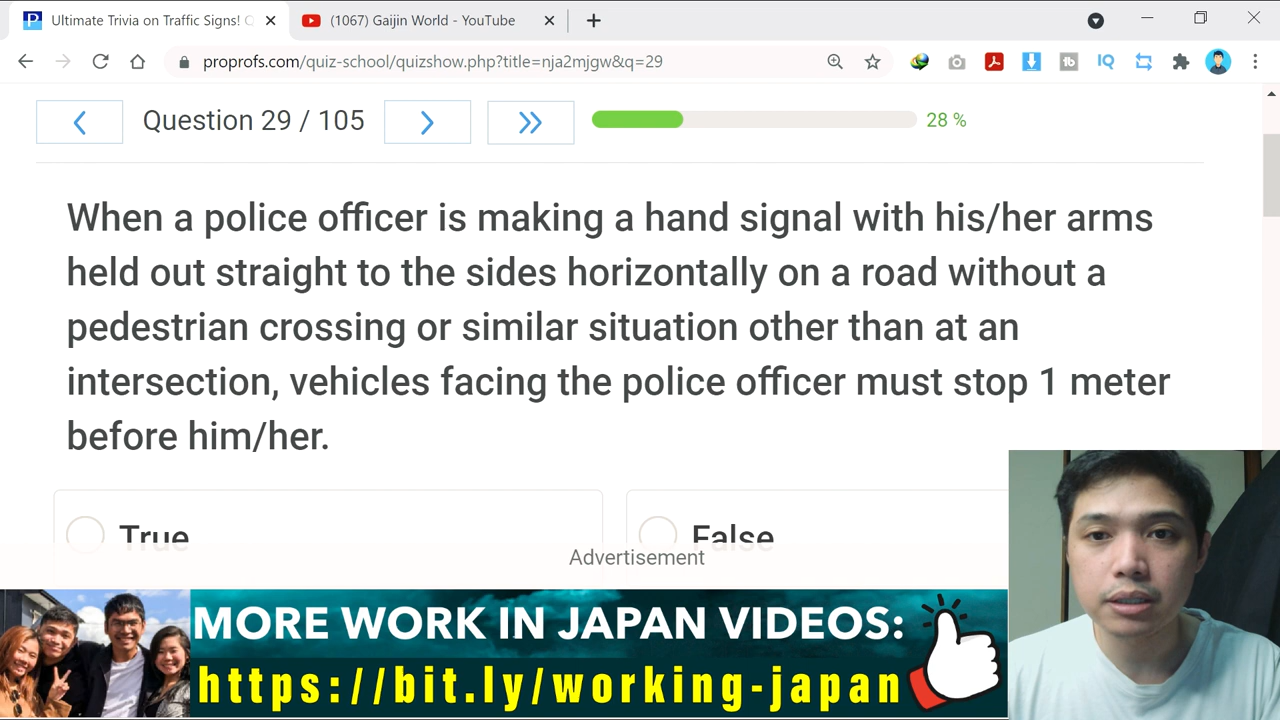 Ultimate Trivia on Traffic Signs! Q
(1067) Gaijin World - YouTube
proprofs.com/quiz-school/quizshow.php?title=nja2mjgw&q=29
Question 29 / 105
28 %
When a police officer is making a hand signal with his/her arms
held out straight to the sides horizontally on a road without a
pedestrian crossing or similar situation other than at an
intersection, vehicles facing the police officer must stop 1 meter
before him/her.
True
False
Advertisement
MORE WORK IN JAPAN VIDEOS:
https://bit.ly/working-japan